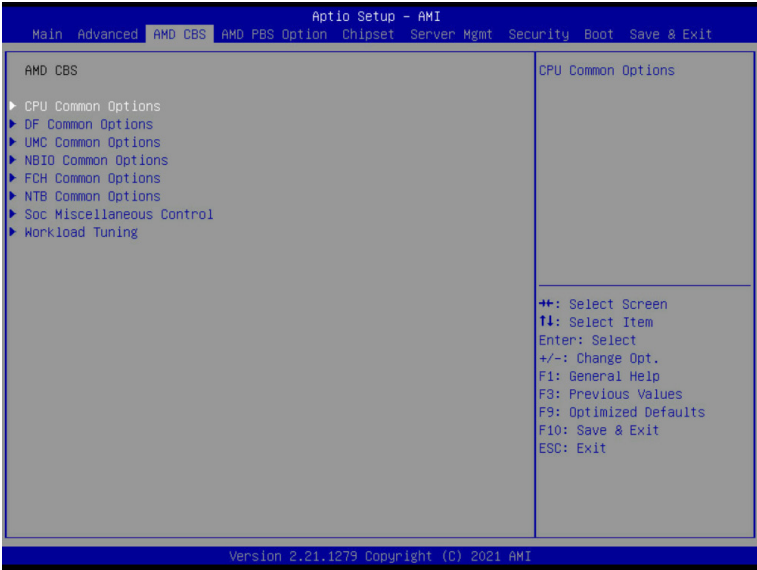 Aptio Setup – AMI
Main Advanced AMD CBS AMD PBS Option Chipset Server Mgmt Security Boot Save & Exit
AMD CBS
CPU Common Options
DF Common Options
UMC Common Options
NBIO Common Options
FCH Common Options
NTB Common Options
Soc Miscellaneous Control
Workload Tuning
CPU Common Options
→←: Select Screen
↑↓: Select Item
Enter: Select
+/-: Change Opt.
F1: General Help
F3: Previous Values
F9: Optimized Defaults
F10: Save & Exit
ESC: Exit
Version 2.21.1279 Copyright (C) 2021 AMI